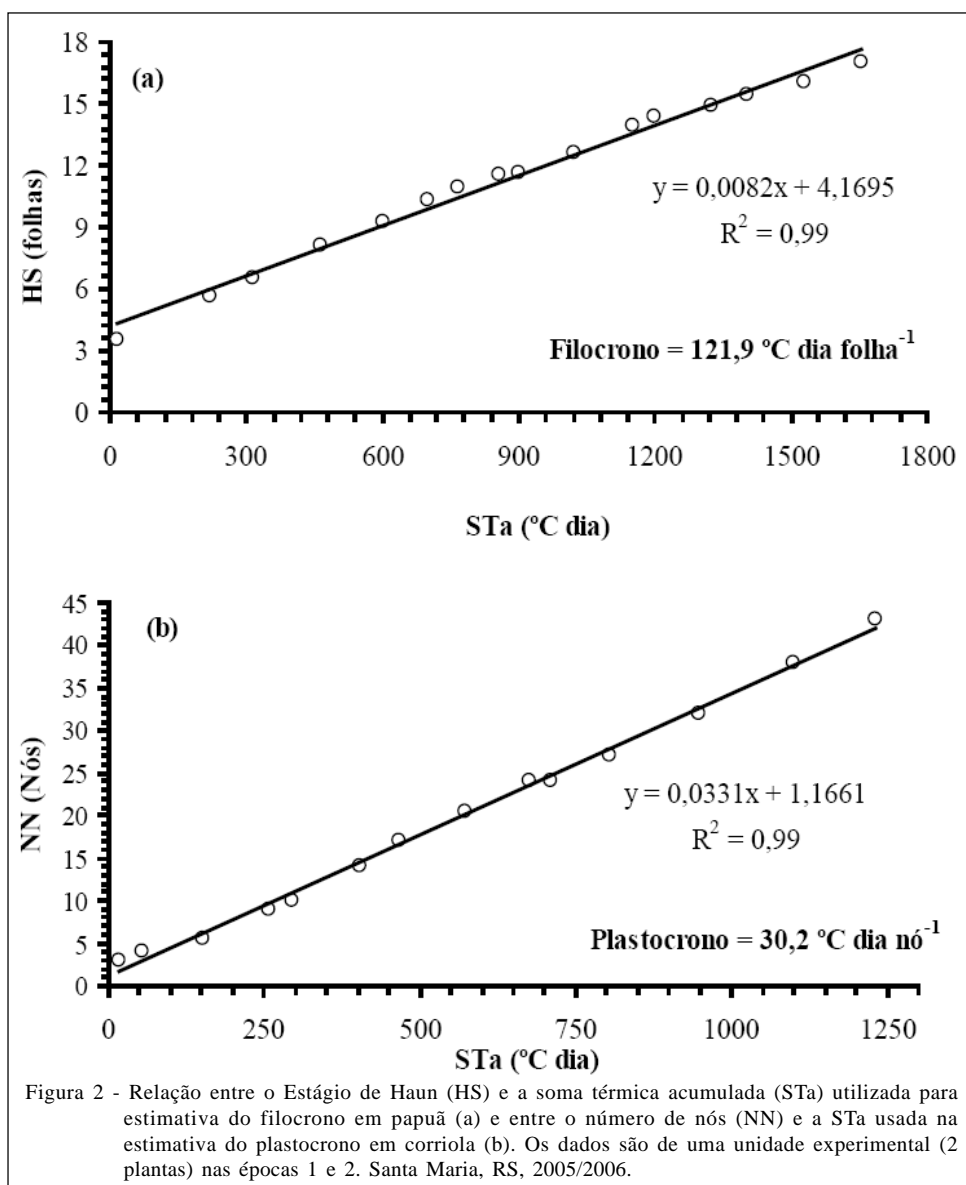 18
(a)
15
12
y = 0,0082x + 4,1695
R² = 0,99
9
HS (folhas)
6
3
Filocrono = 121,9 ºC dia folha⁻¹
0
0 300 600 900 1200 1500 1800
STa (ºC dia)
45
(b)
40
35
30
25
y = 0,0331x + 1,1661
R² = 0,99
NN (Nós)
20
15
10
Plastocrono = 30,2 ºC dia nó⁻¹
5
0
0 250 500 750 1000 1250
STa (ºC dia)
Figura 2 - Relação entre o Estágio de Haun (HS) e a soma térmica acumulada (STa) utilizada para
estimativa do filocrono em papuã (a) e entre o número de nós (NN) e a STa usada na
estimativa do plastocrono em corriola (b). Os dados são de uma unidade experimental (2
plantas) nas épocas 1 e 2. Santa Maria, RS, 2005/2006.